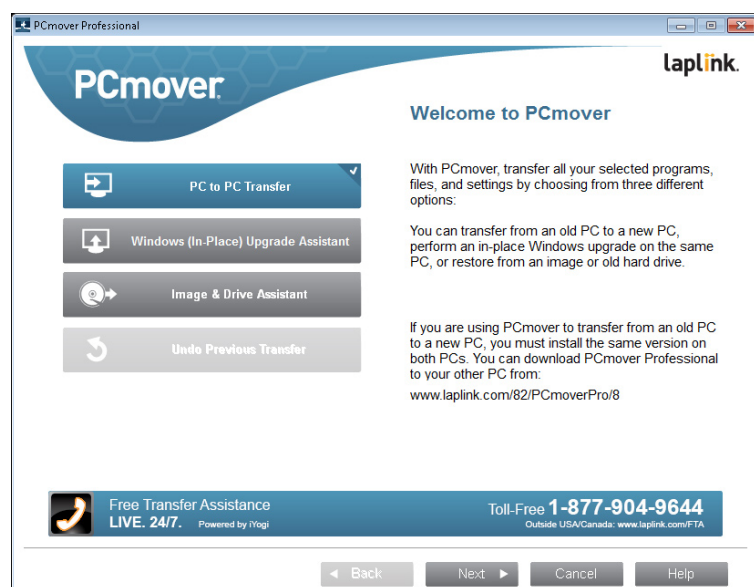 PCmover Professional
PCmover
laplink.
Welcome to PCmover
PC to PC Transfer
Windows (In-Place) Upgrade Assistant
Image & Drive Assistant
Undo Previous Transfer
With PCmover, transfer all your selected programs,
files, and settings by choosing from three different
options:
You can transfer from an old PC to a new PC,
perform an in-place Windows upgrade on the same
PC, or restore from an image or old hard drive.
If you are using PCmover to transfer from an old PC
to a new PC, you must install the same version on
both PCs. You can download PCmover Professional
to your other PC from:
www.laplink.com/82/PCmoverPro/8
Free Transfer Assistance
LIVE. 24/7. Powered by iYogi
Toll-Free 1-877-904-9644
Outside USA/Canada: www.laplink.com/FTA
Back
Next
Cancel
Help